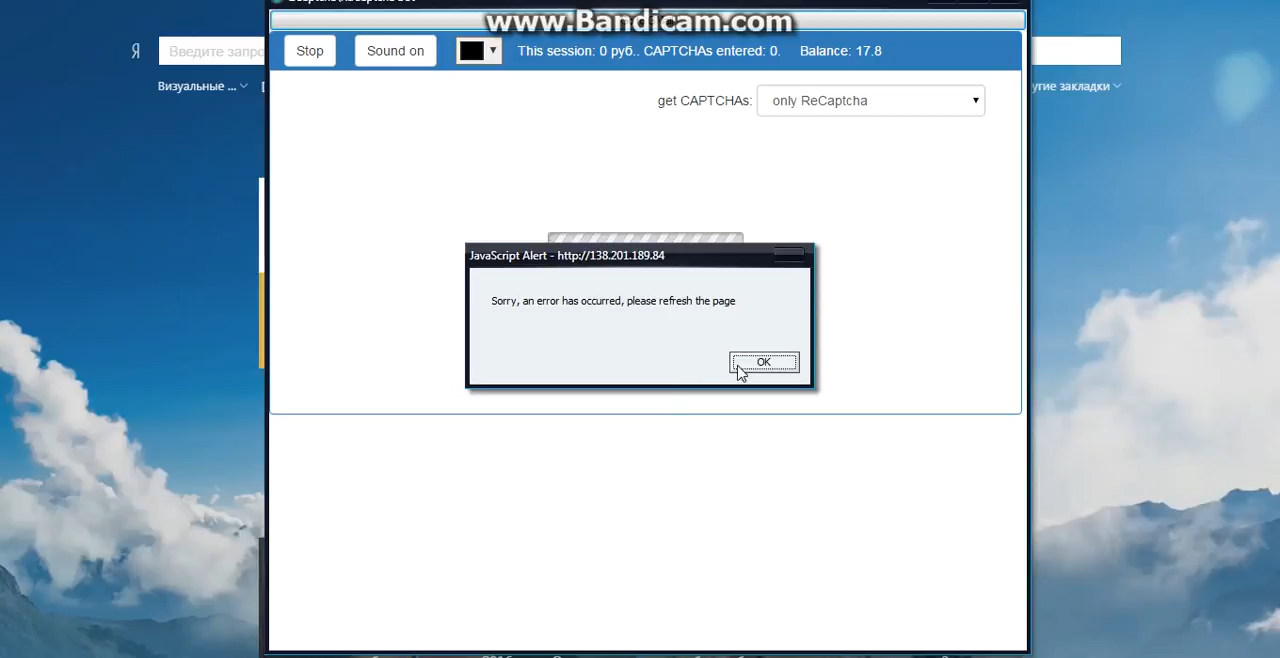 www.Bandicam.com
Я
Введите запро
Stop
Sound on
This session: 0 руб.. CAPTCHAs entered: 0.
Balance: 17.8
Визуальные ...
угие закладки
get CAPTCHAs:
only ReCaptcha
JavaScript Alert - http://138.201.189.84
Sorry, an error has occurred, please refresh the page
OK